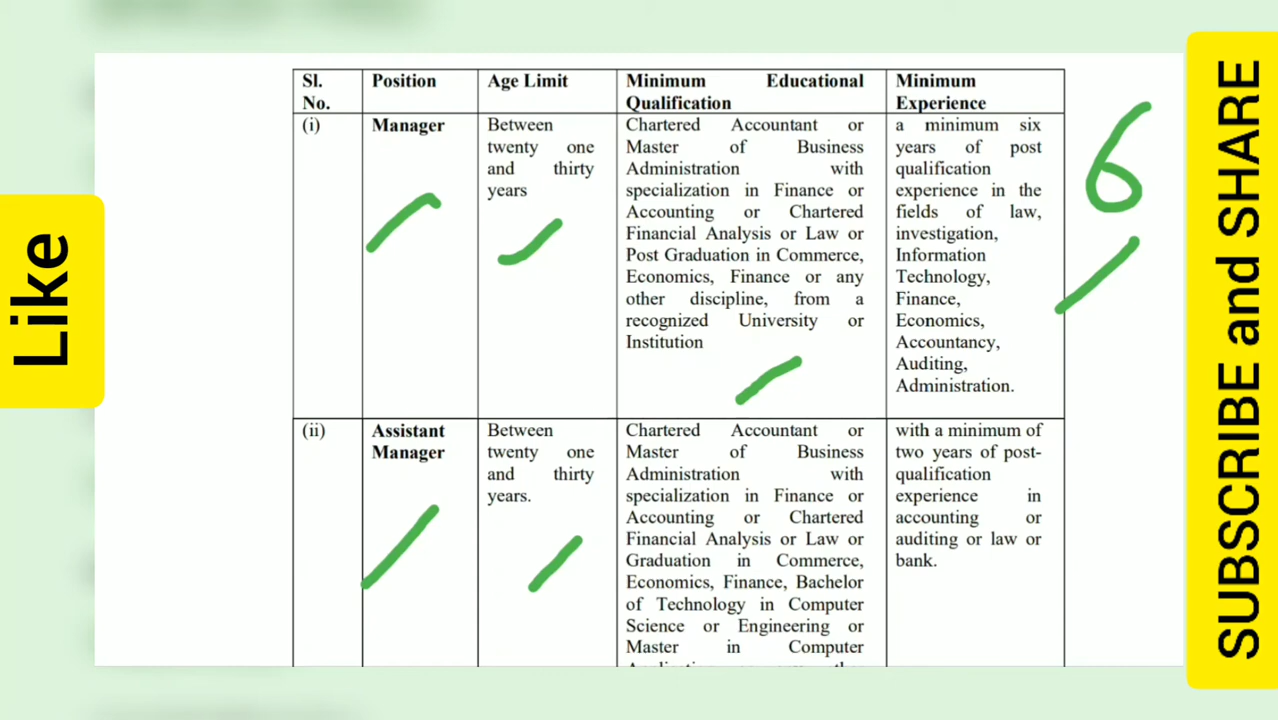 Like
Sl. No.
Position
Age Limit
Minimum Educational
Qualification
Minimum
Experience
(i)
Manager
Between
twenty one
and thirty
years
Chartered Accountant or
Master of Business
Administration with
specialization in Finance or
Accounting or Chartered
Financial Analysis or Law or
Post Graduation in Commerce,
Economics, Finance or any
other discipline, from a
recognized University or
Institution
a minimum six
years of post
qualification
experience in the
fields of law,
investigation,
Information
Technology,
Finance,
Economics,
Accountancy,
Auditing,
Administration.
6
(ii)
Assistant
Manager
Between
twenty one
and thirty
years.
Chartered Accountant or
Master of Business
Administration with
specialization in Finance or
Accounting or Chartered
Financial Analysis or Law or
Graduation in Commerce,
Economics, Finance, Bachelor
of Technology in Computer
Science or Engineering or
Master in Computer
with a minimum of
two years of post-
qualification
experience in
accounting or
auditing or law or
bank.
SUBSCRIBE and SHARE